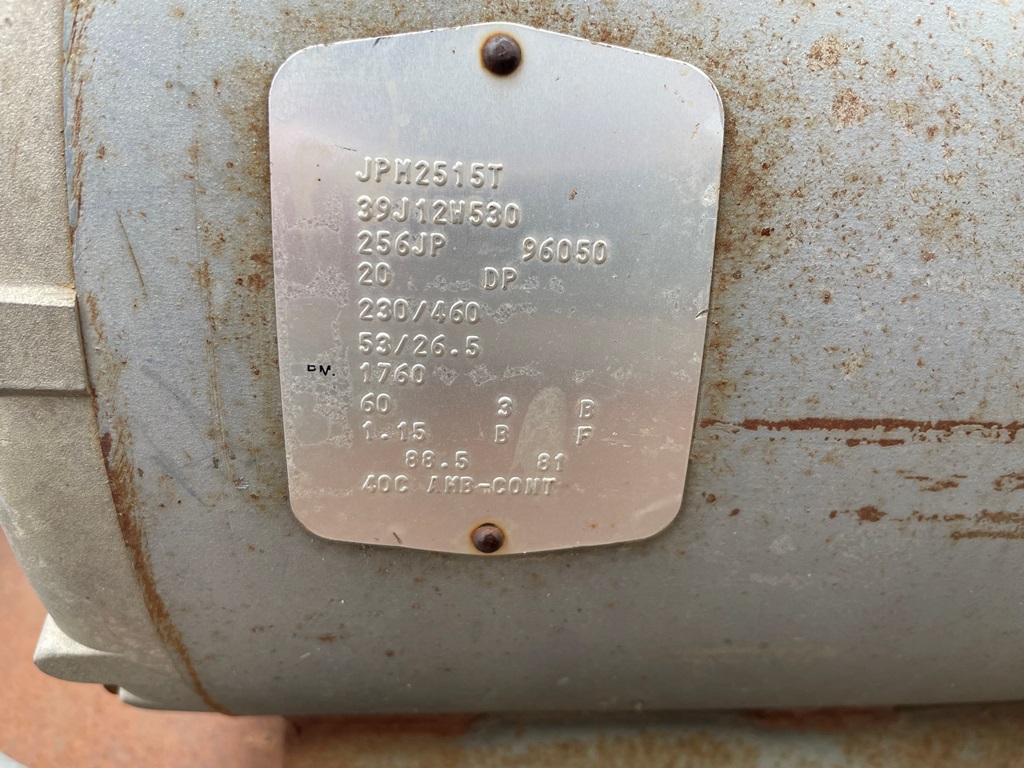 JPM2515T
39J12W530
256JP 96050
20 DP
230/460
53/26.5
PM. 1760
60 3 B
1.15 B F
88.5 81
40C AMB-CONT